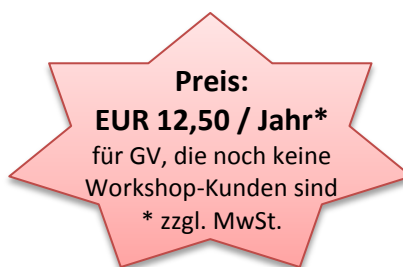 Preis:
EUR 12,50 / Jahr*
für GV, die noch keine
Workshop-Kunden sind
* zzgl. MwSt.